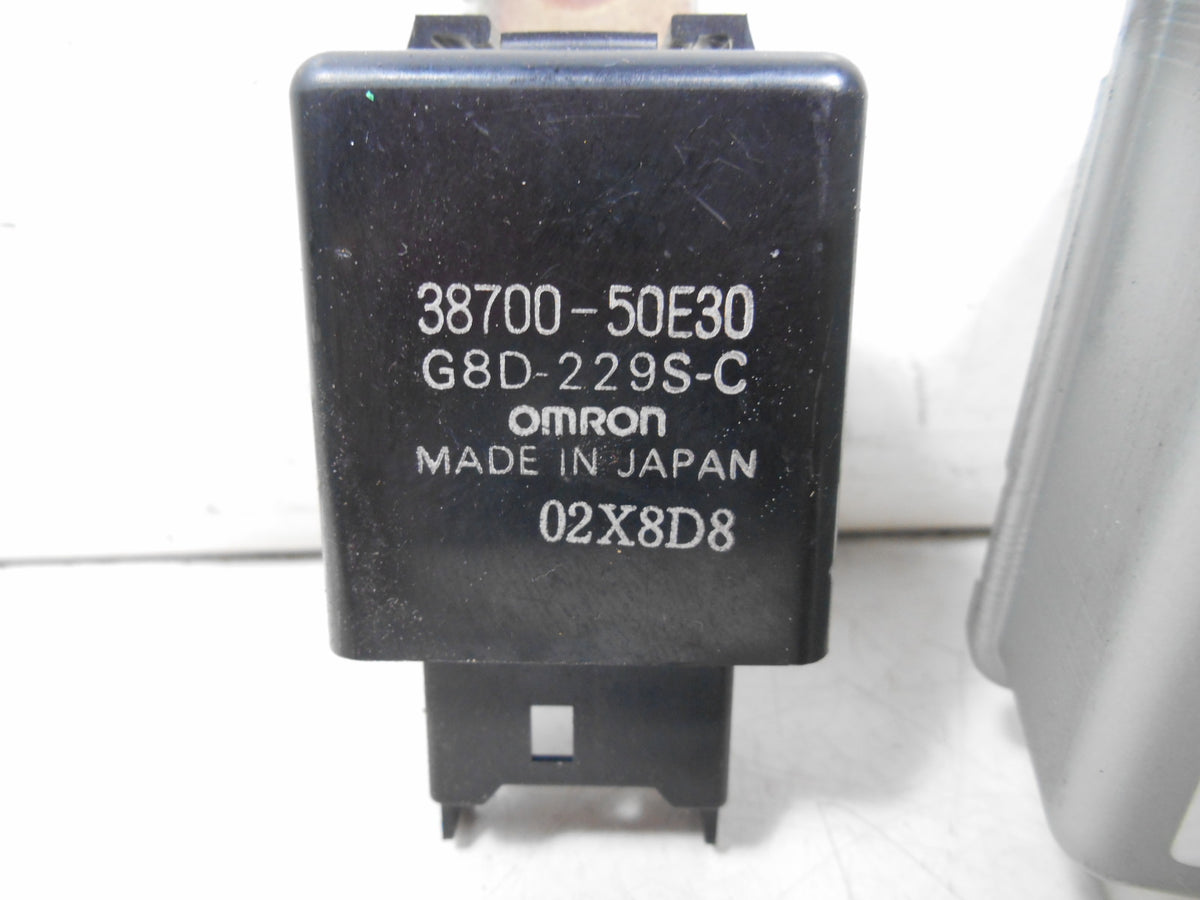 38700-50E30
G8D-229S-C
omron
MADE IN JAPAN
02X8D8